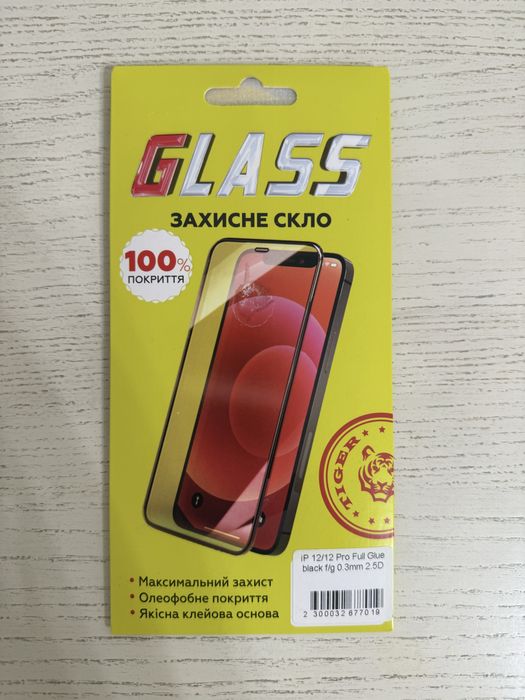 GLASS
ЗАХИСНЕ СКЛО
100%
ПОКРИТТЯ
TIGER
iP 12/12 Pro Full Glue
black f/g 0.3mm 2.5D
2 300032 677019
• Максимальний захист
• Олеофобне покриття
• Якісна клейова основа